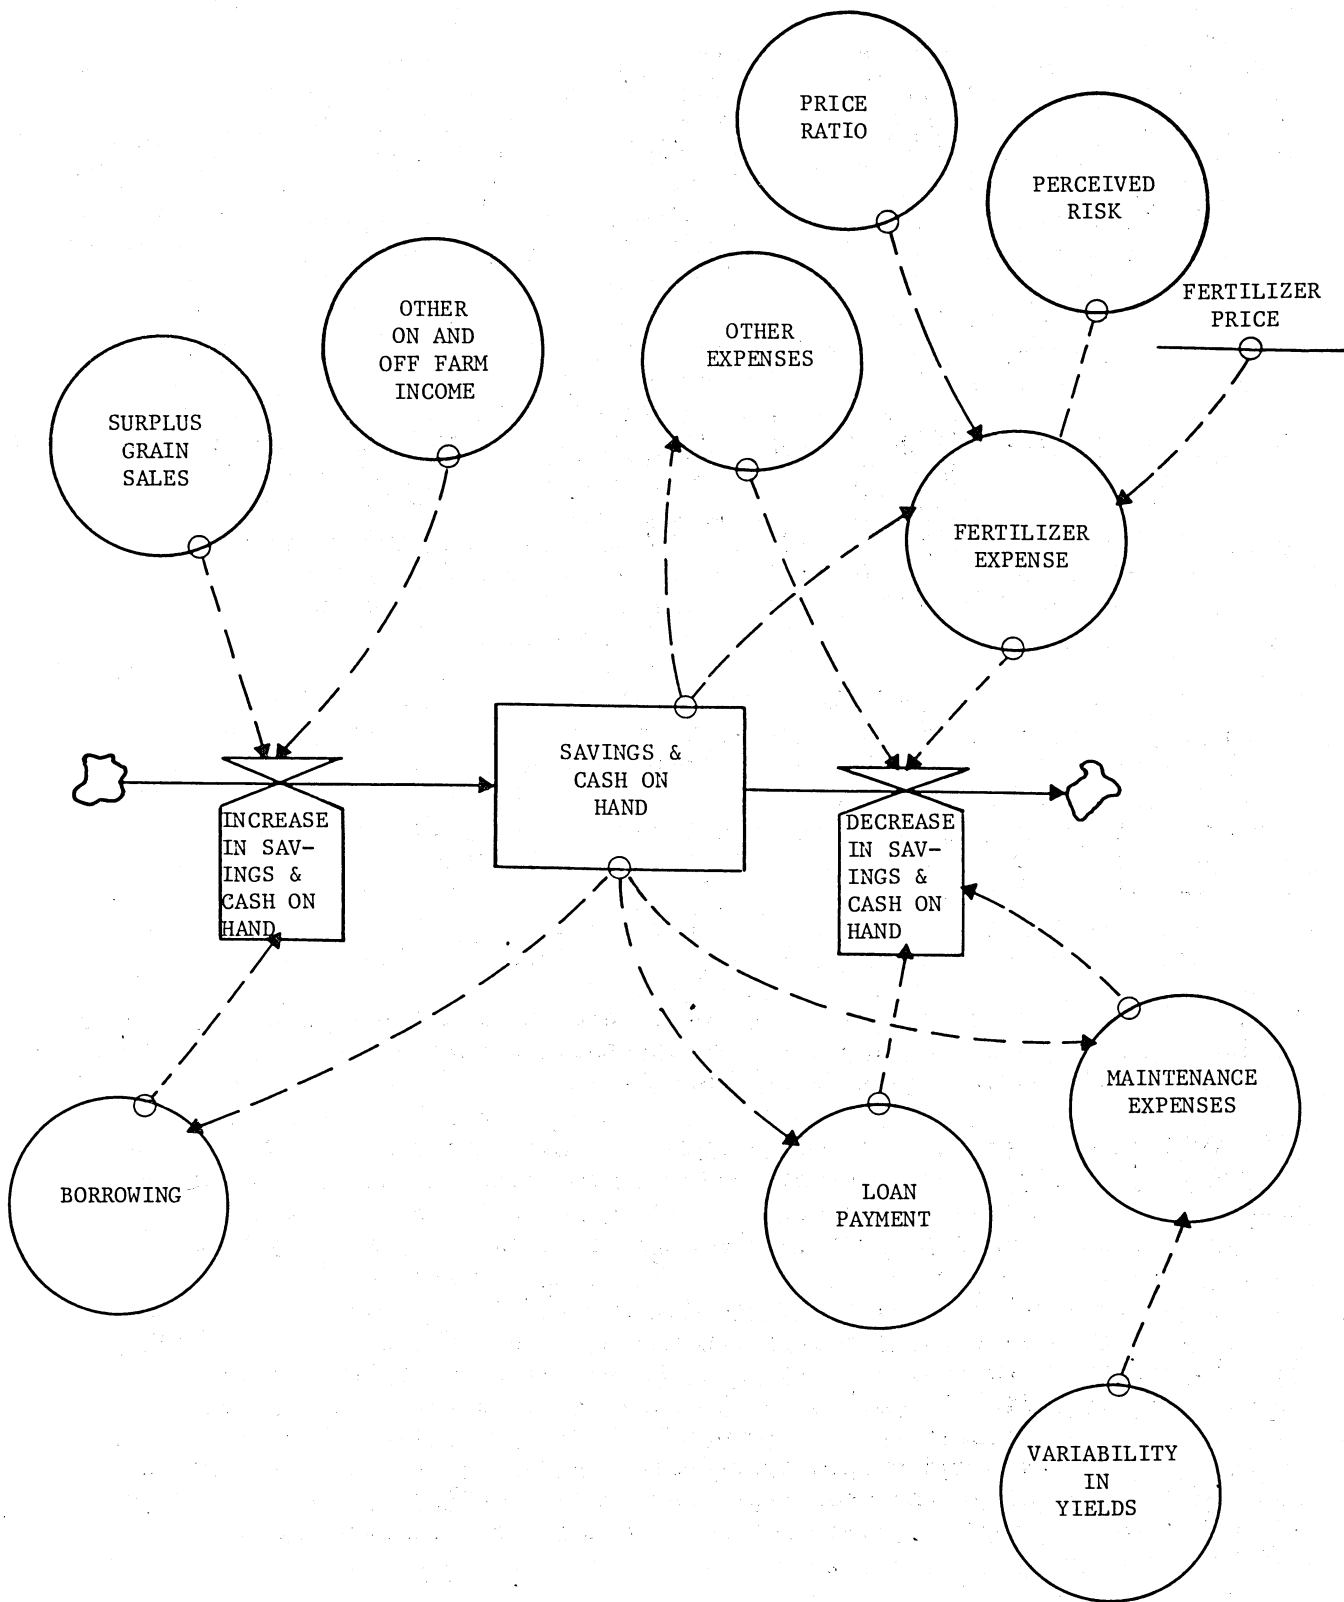 PRICE
RATIO
PERCEIVED
RISK
FERTILIZER
PRICE
OTHER
ON AND
OFF FARM
INCOME
OTHER
EXPENSES
SURPLUS
GRAIN
SALES
FERTILIZER
EXPENSE
SAVINGS &
CASH ON
HAND
INCREASE
IN SAV-
INGS &
CASH ON
HAND
DECREASE
IN SAV-
INGS &
CASH ON
HAND
MAINTENANCE
EXPENSES
BORROWING
LOAN
PAYMENT
VARIABILITY
IN
YIELDS